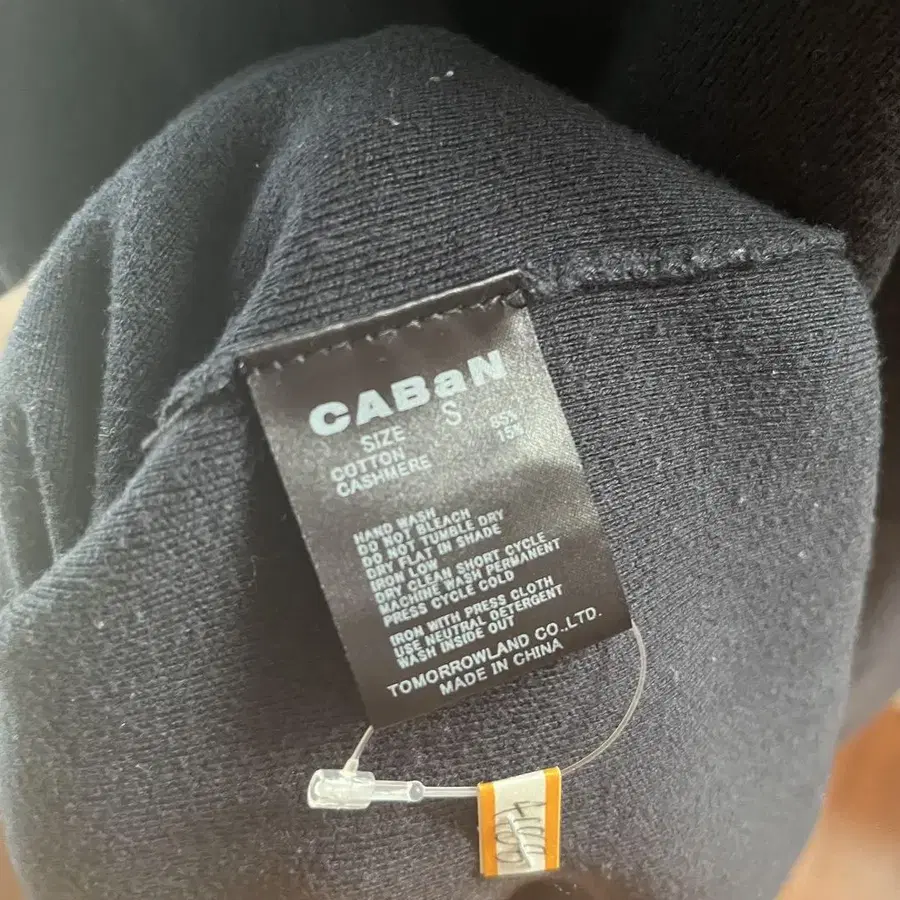 CABaN
SIZE S
COTTON 85%
CASHMERE 15%
HAND WASH
DO NOT BLEACH
DO NOT TUMBLE DRY
DRY FLAT IN SHADE
IRON LOW
DRY CLEAN SHORT CYCLE
MACHINE WASH PERMANENT
PRESS CYCLE COLD
IRON WITH PRESS CLOTH
USE NEUTRAL DETERGENT
WASH INSIDE OUT
TOMORROWLAND CO.,LTD.
MADE IN CHINA